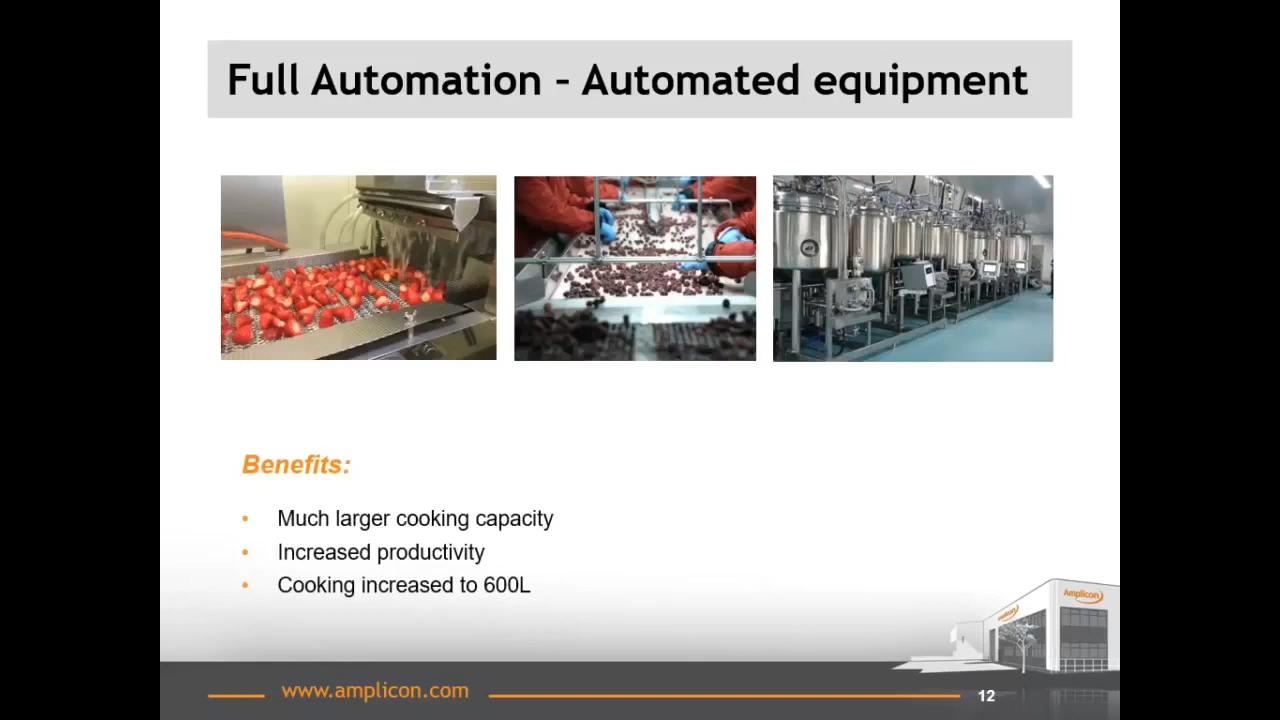 Full Automation – Automated equipment
Benefits:
• Much larger cooking capacity
• Increased productivity
• Cooking increased to 600L
Amplicon
Amplicon
www.amplicon.com
12